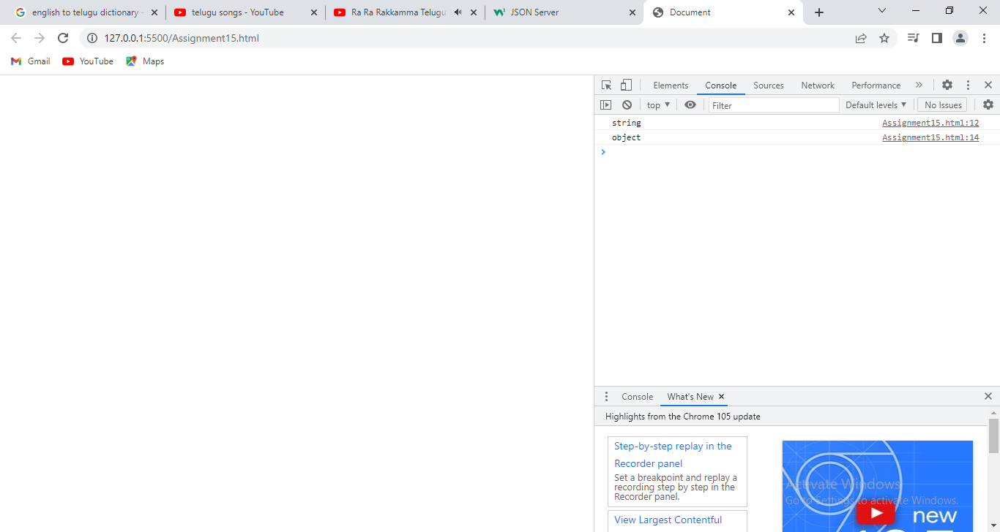 english to telugu dictionary -
telugu songs - YouTube
Ra Ra Rakkamma Telugu
JSON Server
Document
127.0.0.1:5500/Assignment15.html
Gmail
YouTube
Maps
Elements
Console
Sources
Network
Performance
top
Filter
Default levels
No Issues
string
Assignment15.html:12
object
Assignment15.html:14
Console
What's New
Highlights from the Chrome 105 update
Step-by-step replay in the
Recorder panel
Set a breakpoint and replay a
recording step by step in the
Recorder panel.
View Largest Contentful
Activate Windows
Go to Settings to activate Windows.
new